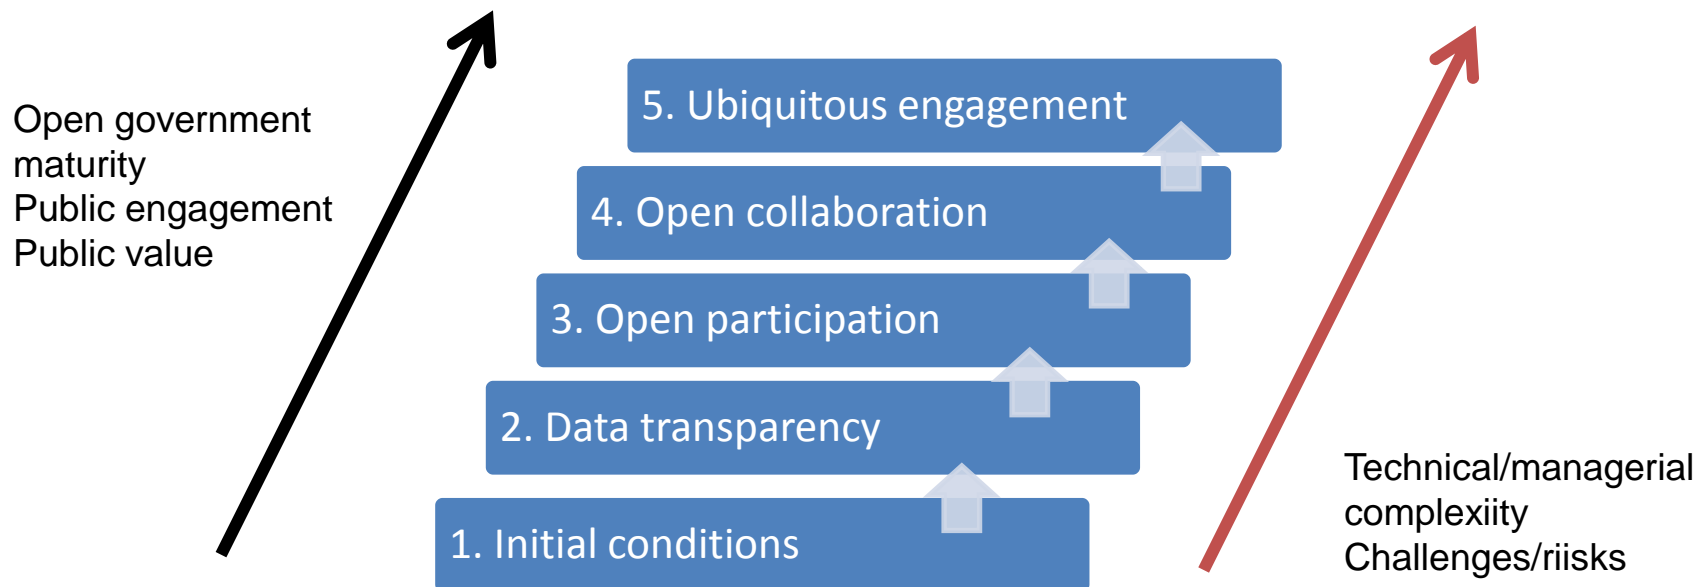 Open government
maturity
Public engagement
Public value
5. Ubiquitous engagement
4. Open collaboration
3. Open participation
2. Data transparency
1. Initial conditions
Technical/managerial
complexiity
Challenges/riisks